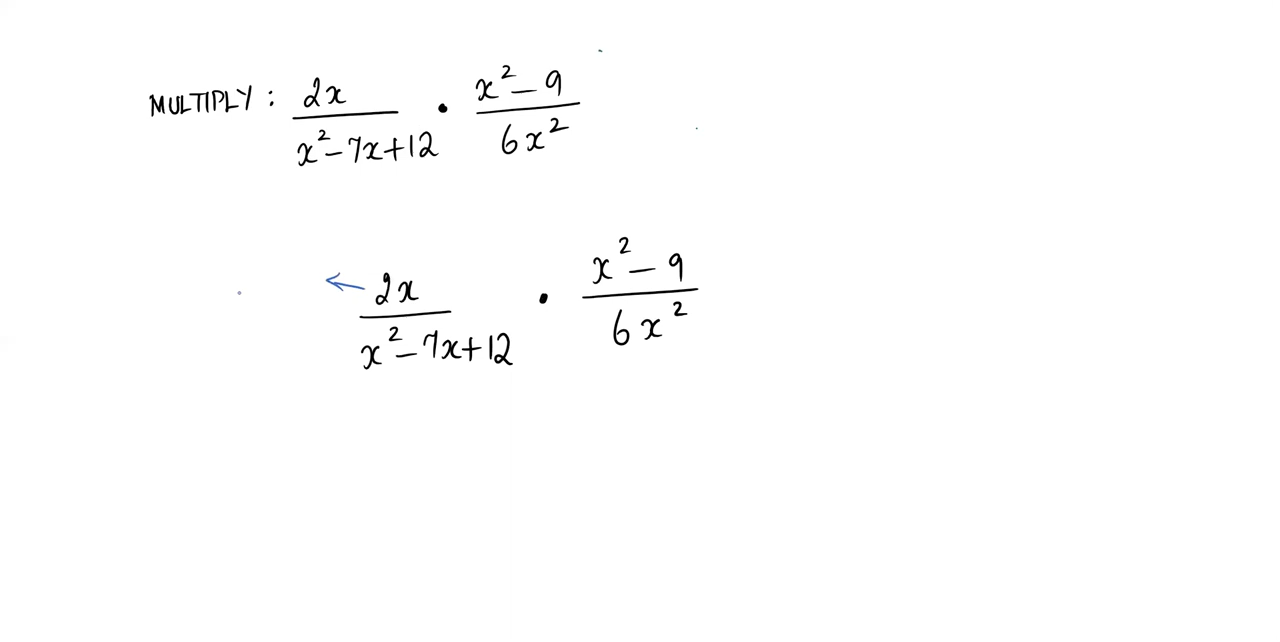 MULTIPLY: 2x/(x²-7x+12) · (x²-9)/(6x²)
2x/(x²-7x+12) · (x²-9)/(6x²)